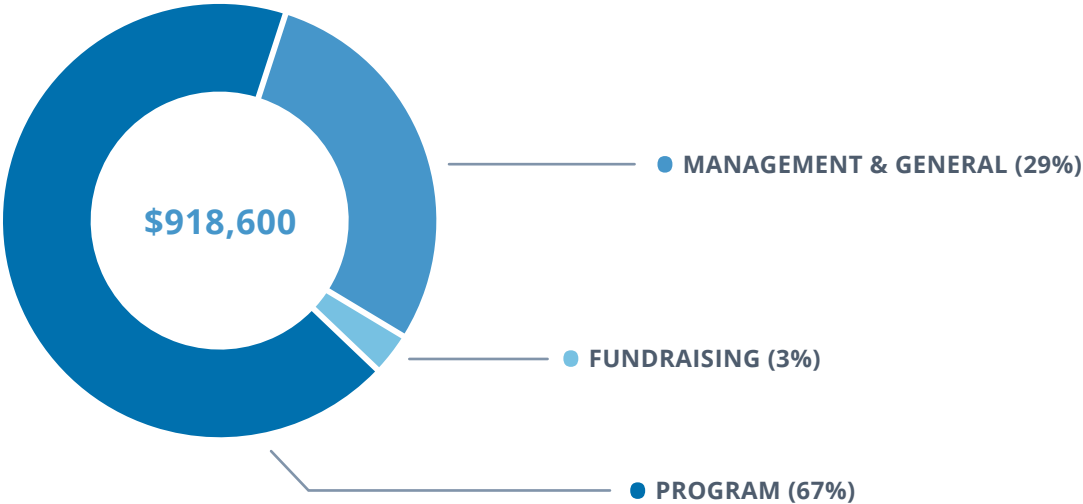 MANAGEMENT & GENERAL (29%)
$918,600
FUNDRAISING (3%)
PROGRAM (67%)